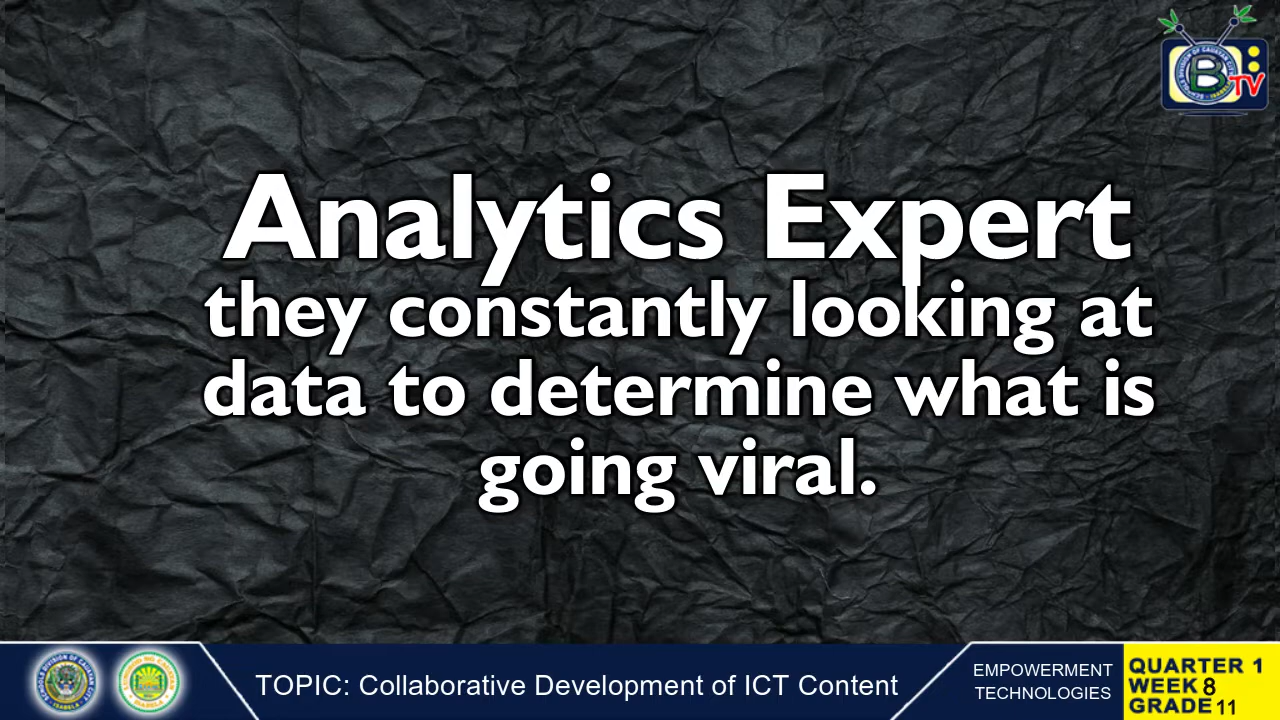 B
TV
Analytics Expert
they constantly looking at
data to determine what is
going viral.
TOPIC: Collaborative Development of ICT Content
EMPOWERMENT
TECHNOLOGIES
QUARTER 1
WEEK 8
GRADE 11